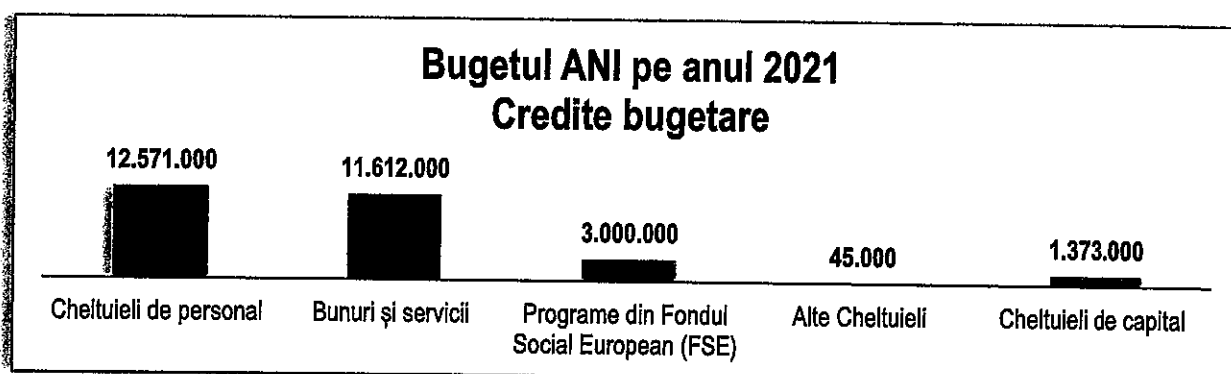 Bugetul ANI pe anul 2021
Credite bugetare
12.571.000
11.612.000
3.000.000
45.000
1.373.000
Cheltuieli de personal
Bunuri și servicii
Programe din Fondul
Social European (FSE)
Alte Cheltuieli
Cheltuieli de capital